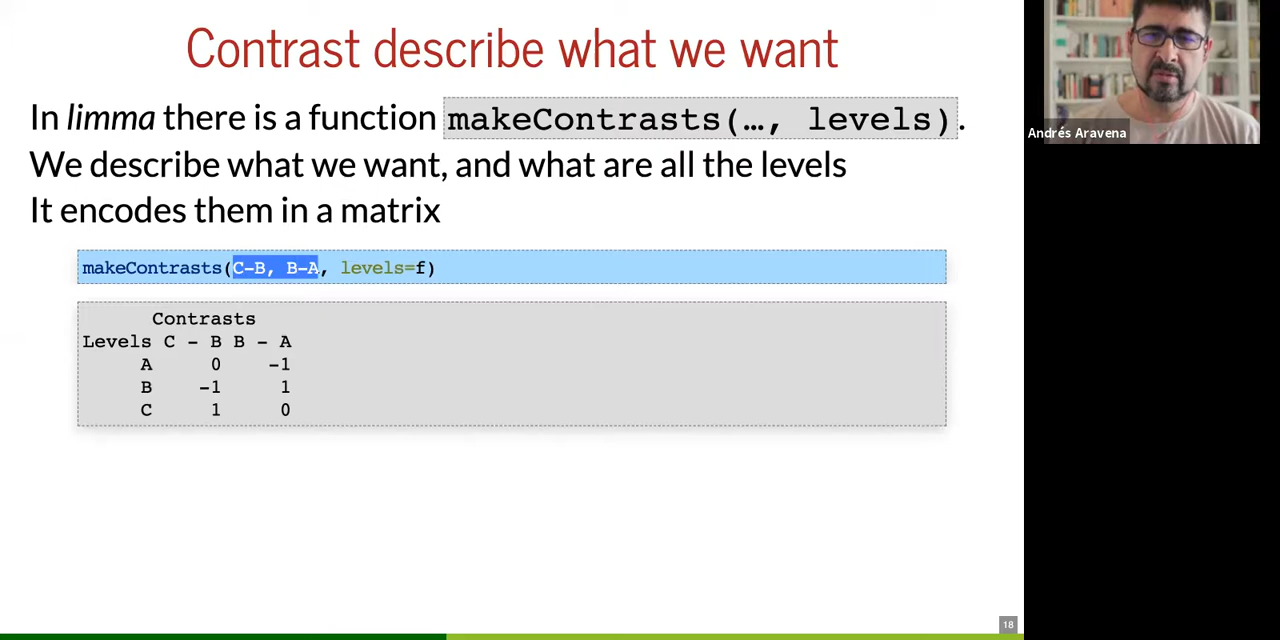 Contrast describe what we want
In limma there is a function makeContrasts(…, levels).
We describe what we want, and what are all the levels
It encodes them in a matrix
makeContrasts(C-B, B-A, levels=f)
Contrasts
Levels C - B B - A
A 0 -1
B -1 1
C 1 0
Andrés Aravena
18